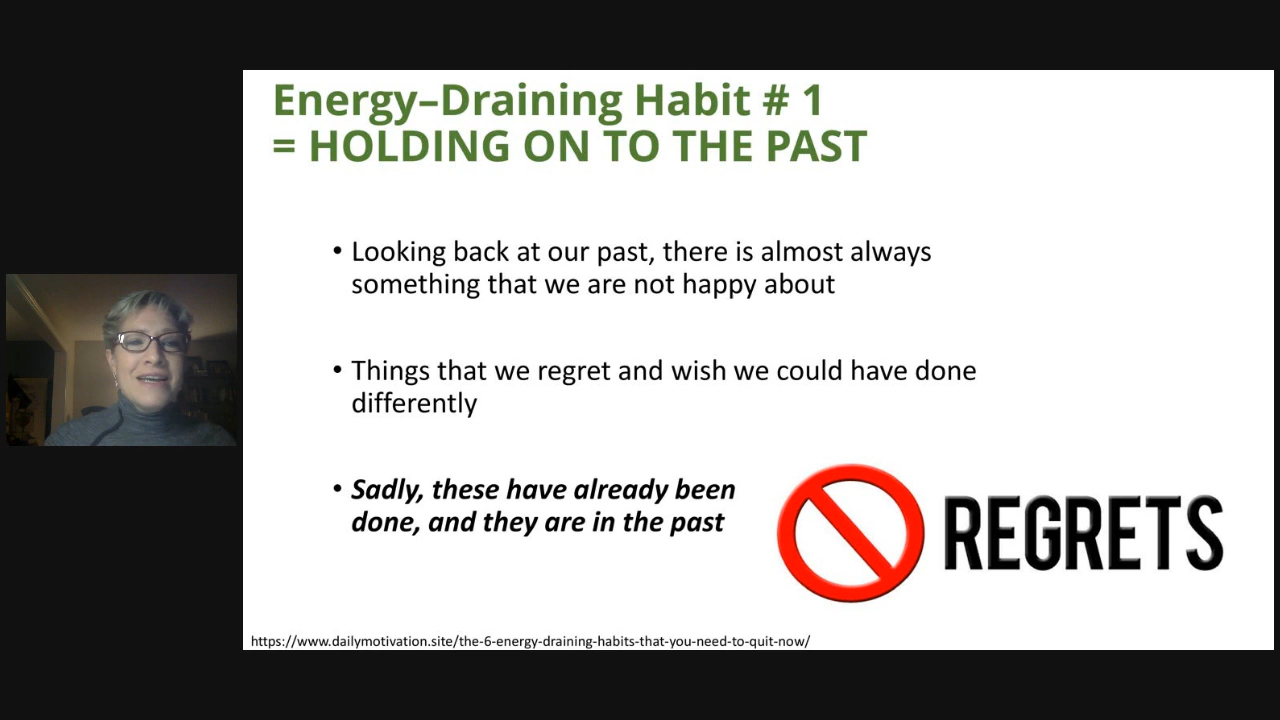 Energy–Draining Habit # 1
= HOLDING ON TO THE PAST
• Looking back at our past, there is almost always
something that we are not happy about
• Things that we regret and wish we could have done
differently
• Sadly, these have already been
done, and they are in the past
REGRETS
https://www.dailymotivation.site/the-6-energy-draining-habits-that-you-need-to-quit-now/